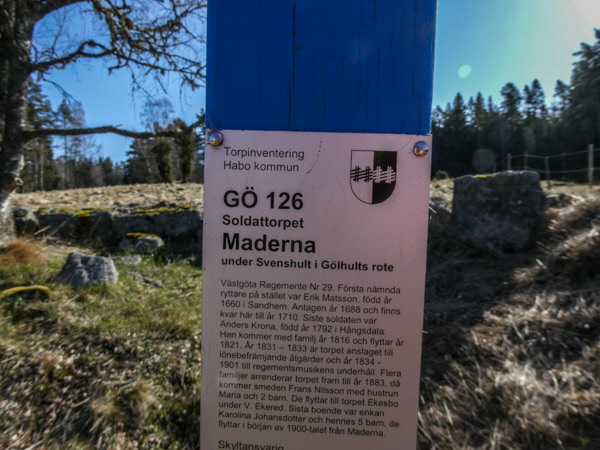 Torpinventering
Habo kommun
GÖ 126
Soldattorpet
Maderna
under Svenshult i Gölhults rote
Västgöta Regemente Nr 29. Första nämnda
ryttare på stället var Erik Matsson, född år
1660 i Sandhem. Antagen år 1688 och finns
kvar här till år 1710. Siste soldaten var
Anders Krona, född år 1792 i Hångsdala.
Han kommer med familj år 1816 och flyttar år
1821. År 1831 – 1833 är torpet anslaget till
lönebefrämjande åtgärder och år 1834 -
1901 till regementsmusikens underhåll. Flera
familjer arrenderar torpet fram till år 1883, då
kommer smeden Frans Nilsson med hustrun
Maria och 2 barn. De flyttar till torpet Ekesbo
under V. Ekered. Sista boende var enkan
Karolina Johansdotter och hennes 5 barn, de
flyttar i början av 1900-talet från Maderna.
Skyltansvarig